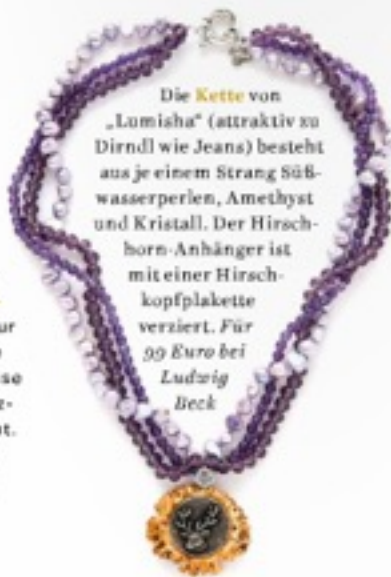 Die Kette von
„Lomisha“ (attraktiv zu
Dirndl wie Jeans) besteht
aus je einem Strang Süß-
wasserperlen, Amethyst
und Kristall. Der Hirsch-
horn-Anhänger ist
mit einer Hirsch-
kopfplakette
verziert. Für
99 Euro bei
Ludwig
Beck